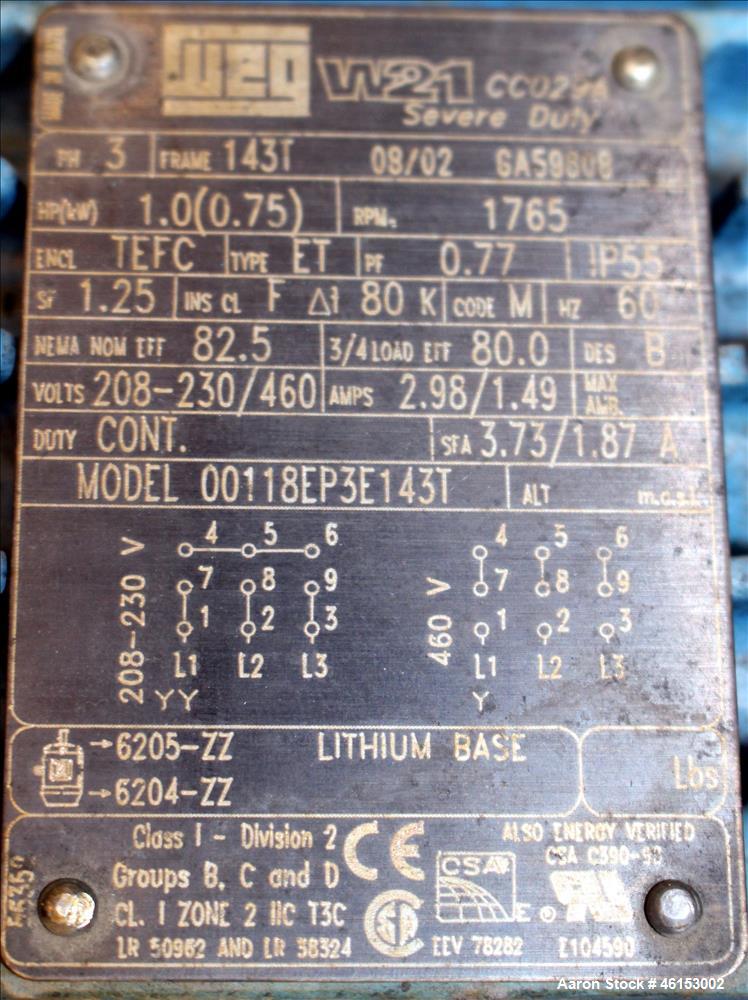 WEG W21 CC029A
Severe Duty
PH 3 FRAME 143T 08/02
HP(kW) 1.0(0.75) RPM. 1765
ENCL TEFC TYPE ET PF 0.77 IP55
SF 1.25 INS CL F Δt 80 K CODE M HZ 60
NEMA NOM EFF 82.5 3/4 LOAD EFF 80.0 DES B
VOLTS 208-230/460 AMPS 2.98/1.49 MAX AMB.
DUTY CONT. SFA 3.73/1.87 A
MODEL 00118EP3E143T ALT m.a.s.l.
208-230 V
4 5 6
7 8 9
1 2 3
L1 L2 L3
YY
460 V
4 5 6
7 8 9
1 2 3
L1 L2 L3
Y
6205-ZZ LITHIUM BASE
6204-ZZ
Lbs
Class I - Division 2
Groups B, C and D
CL. I ZONE 2 IIC T3C
LR 50962 AND LR 38324
CE
CSA
EEV 78282
ALSO ENERGY VERIFIED
E ®
E104590
Aaron Stock # 46153002